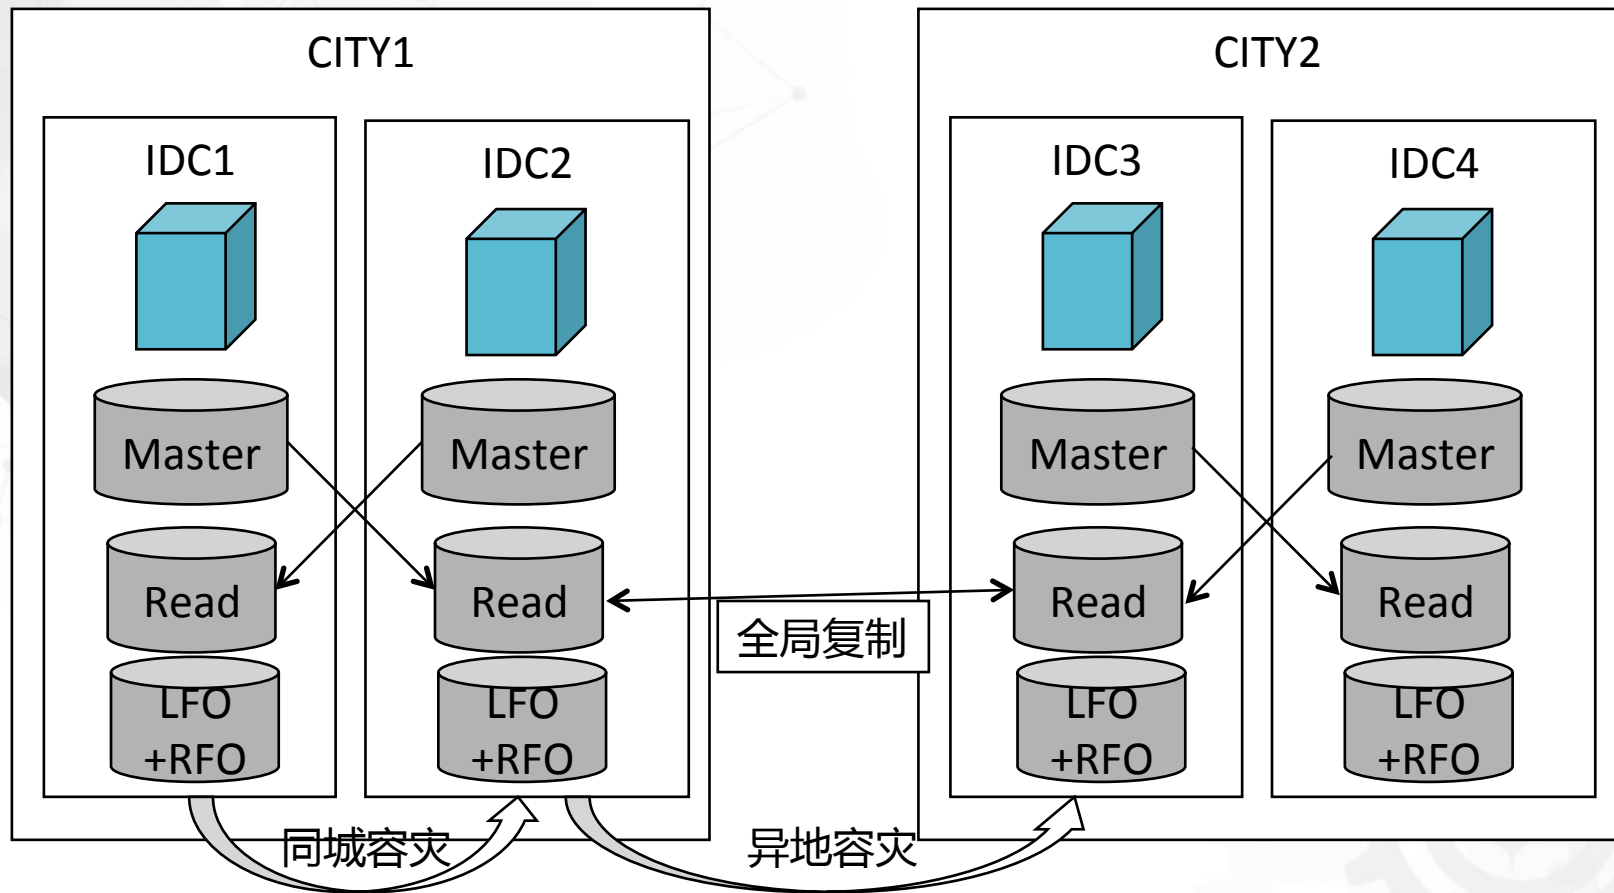 CITY1
CITY2
IDC1
IDC2
IDC3
IDC4
Master
Master
Master
Master
Read
Read
Read
Read
全局复制
LFO
+RFO
LFO
+RFO
LFO
+RFO
LFO
+RFO
同城容灾
异地容灾